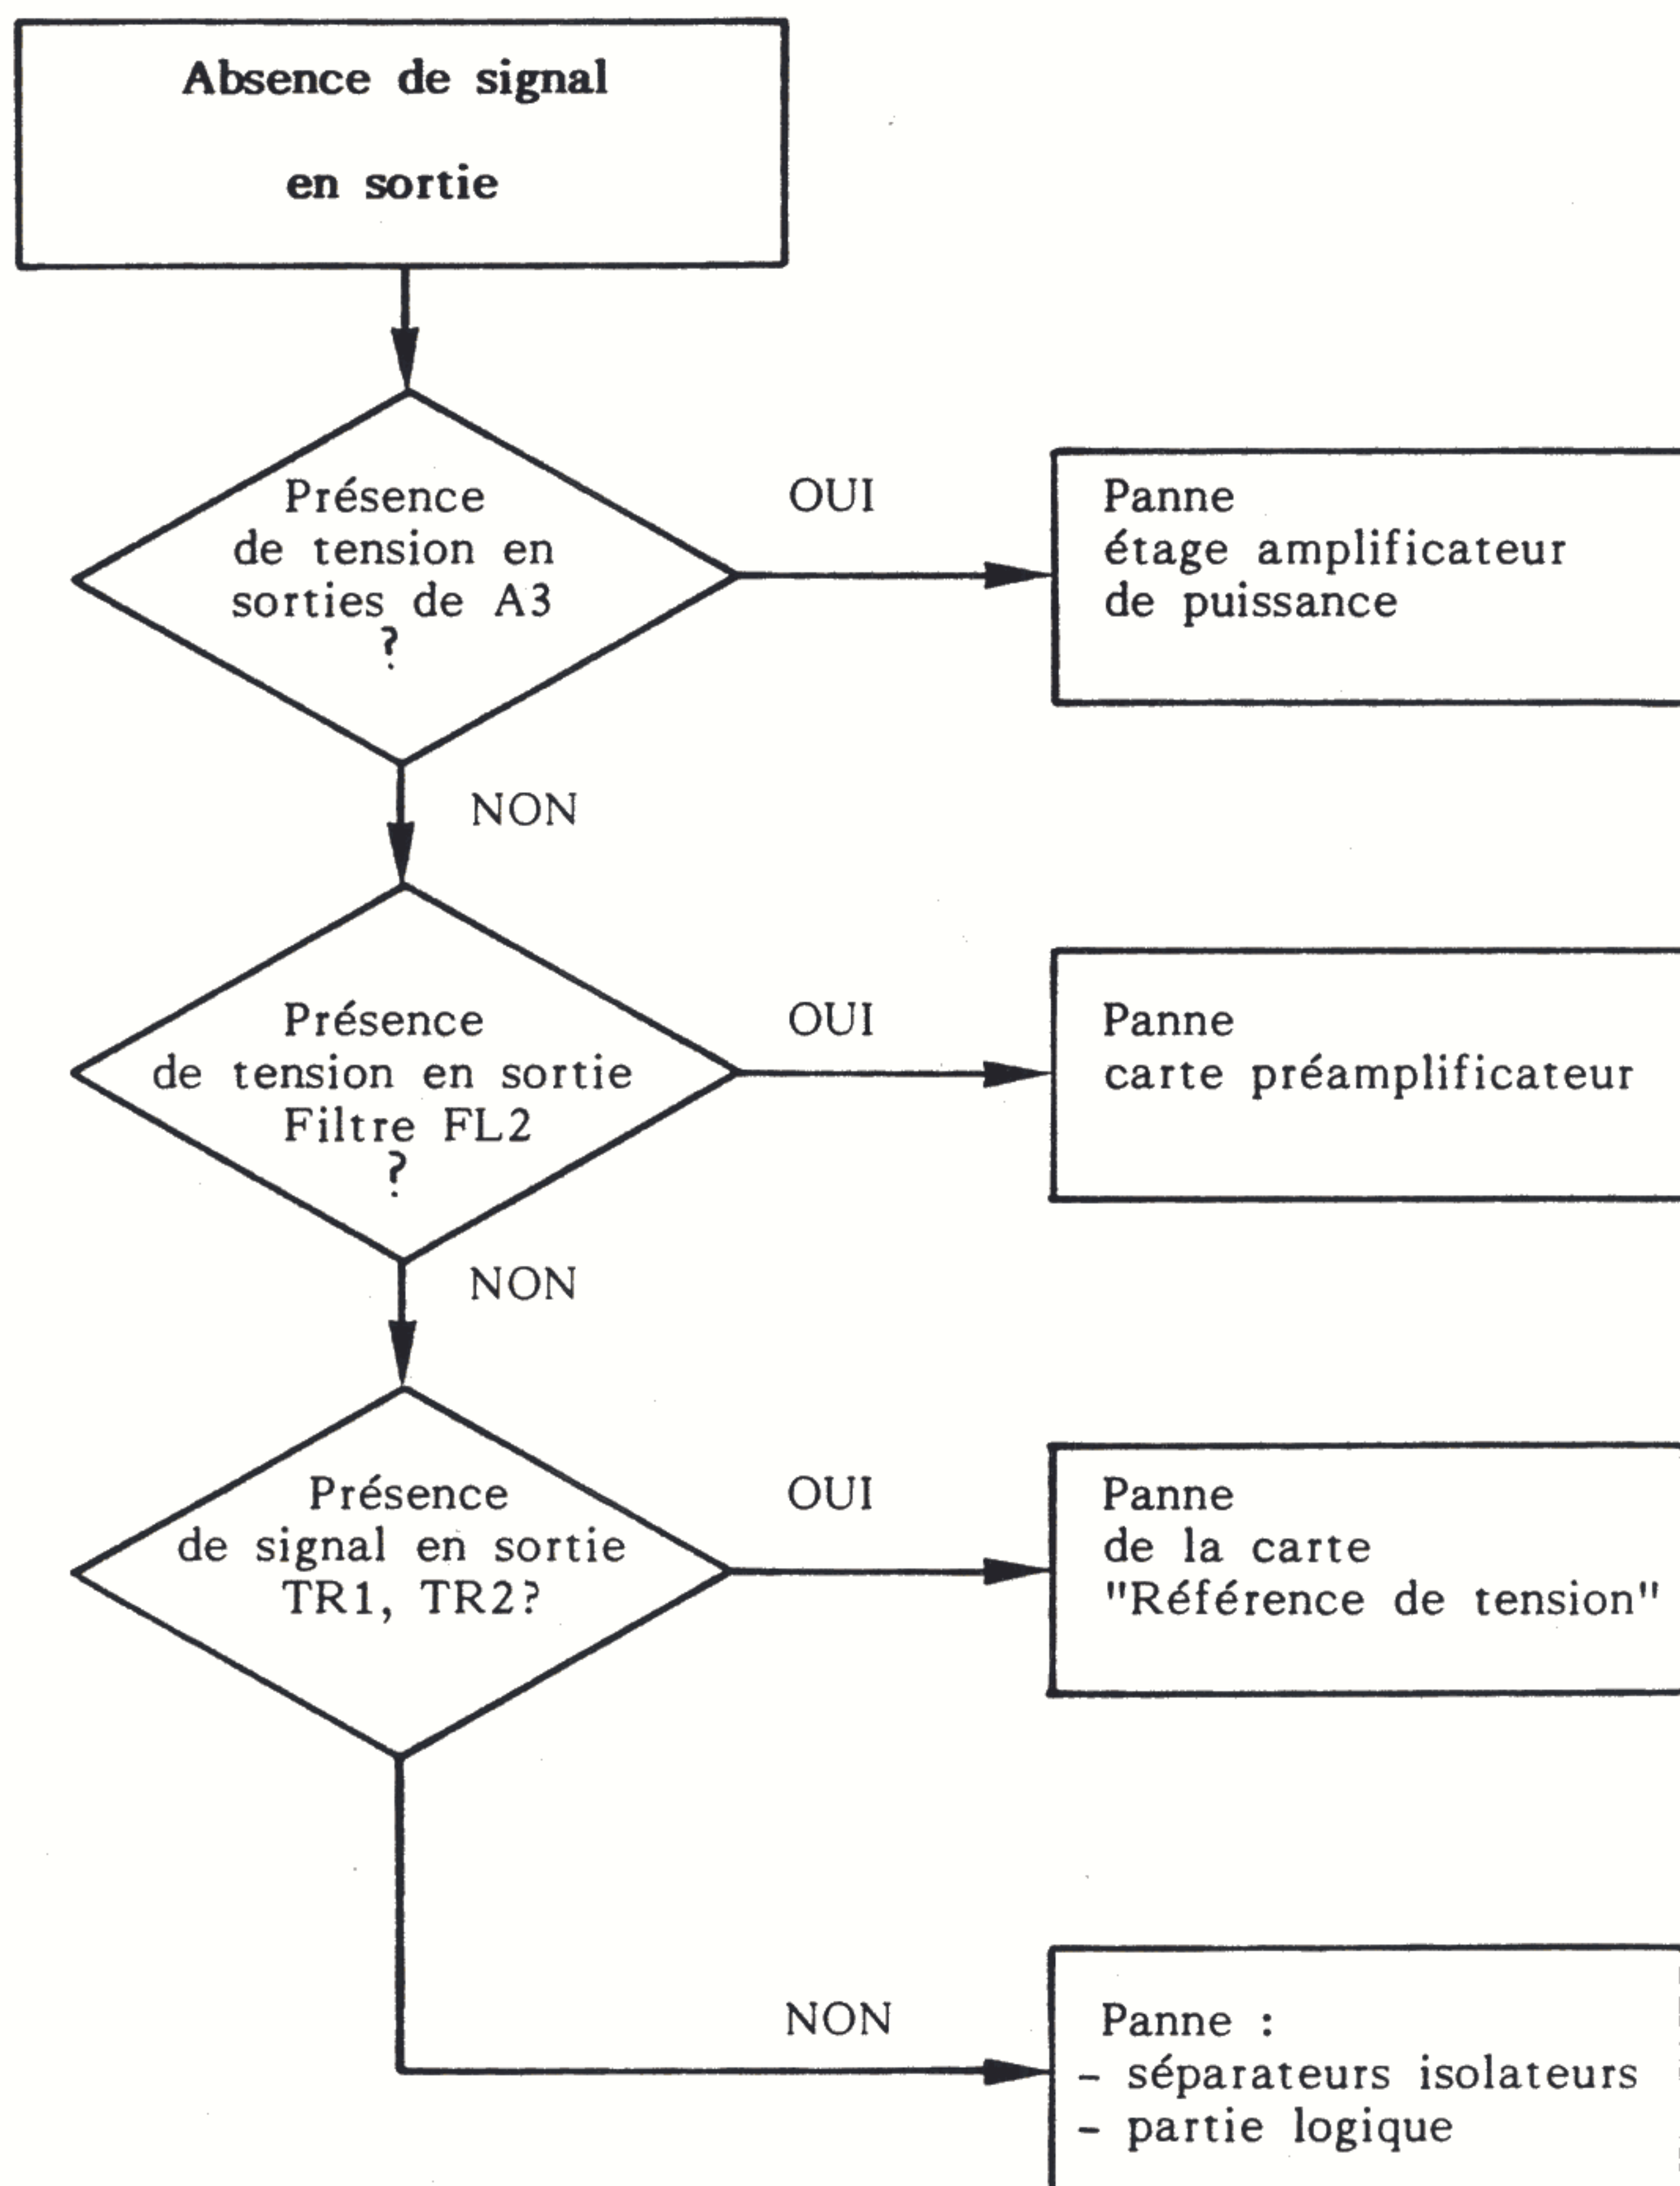 Absence de signal
en sortie
Présence
de tension en
sorties de A3
?
OUI
Panne
étage amplificateur
de puissance
NON
Présence
de tension en sortie
Filtre FL2
?
OUI
Panne
carte préamplificateur
NON
Présence
de signal en sortie
TR1, TR2?
OUI
Panne
de la carte
"Référence de tension"
NON
Panne :
- séparateurs isolateurs
- partie logique